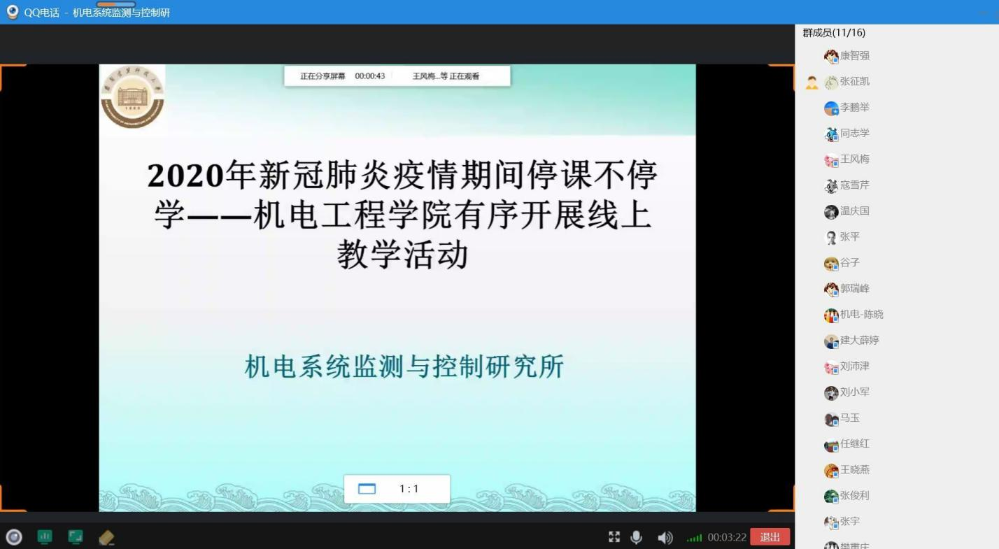 QQ电话 - 机电系统监测与控制研
群成员(11/16)
正在分享屏幕 00:00:43 王风梅...等 正在观看
2020年新冠肺炎疫情期间停课不停
学——机电工程学院有序开展线上
教学活动
机电系统监测与控制研究所
1:1
00:03:22
退出
康智强
张征凯
李鹏举
同志学
王风梅
寇雪芹
温庆国
张平
谷子
郭瑞峰
机电-陈晓
建大薛婷
刘沛津
刘小军
马玉
任继红
王晓燕
张俊利
张宇